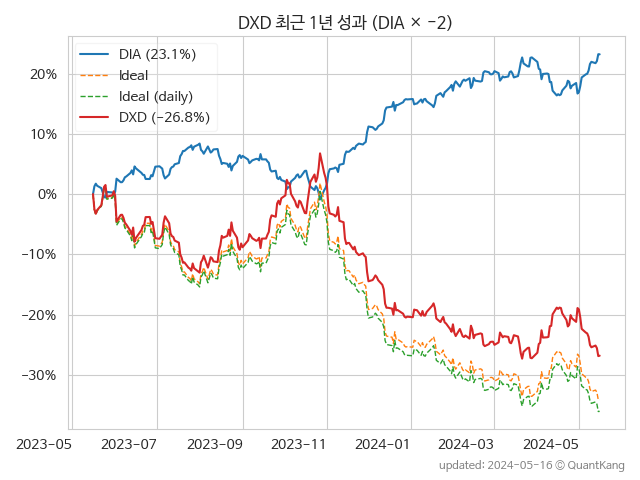 DXD 최근 1년 성과 (DIA × −2)
DIA (23.1%)
Ideal
Ideal (daily)
DXD (−26.8%)
20%
10%
0%
−10%
−20%
−30%
2023-05 2023-07 2023-09 2023-11 2024-01 2024-03 2024-05
updated: 2024-05-16 © QuantKang